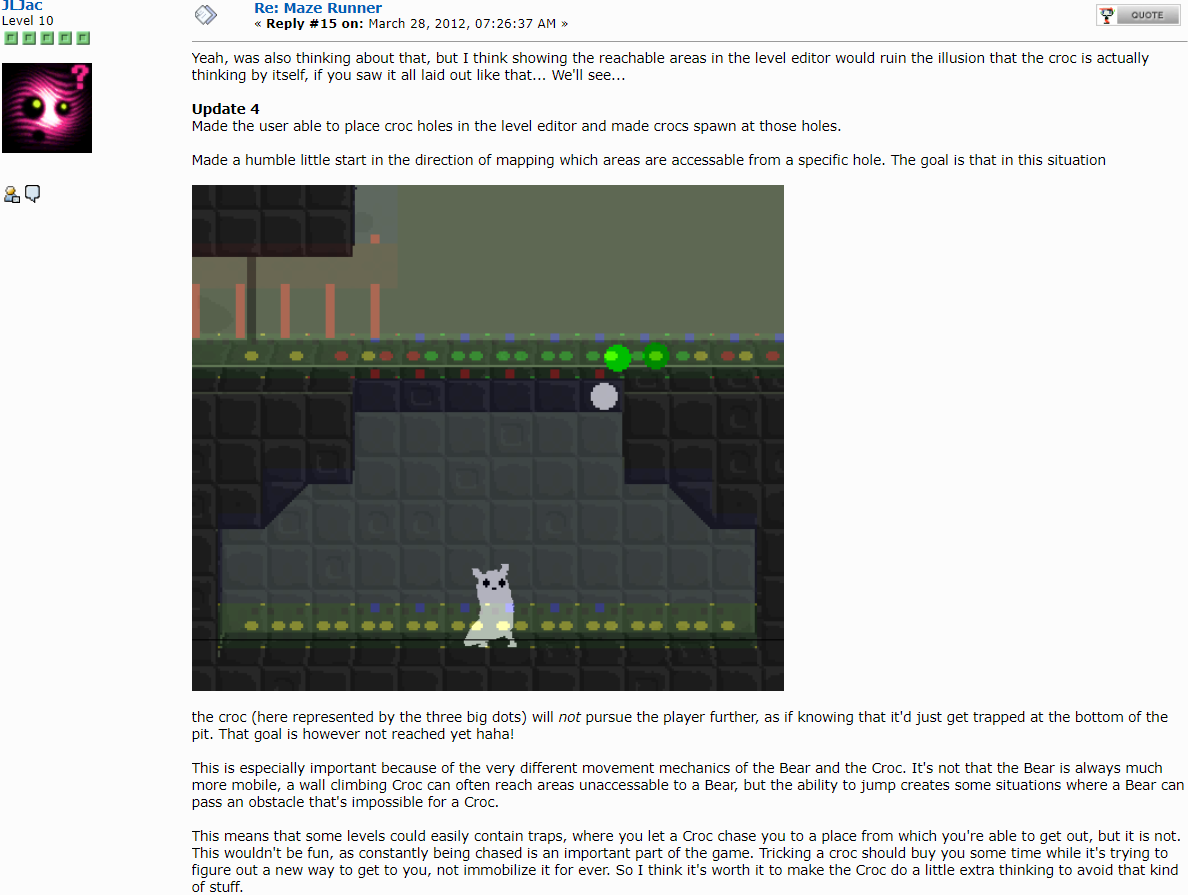 JLJac
Level 10
Re: Maze Runner
« Reply #15 on: March 28, 2012, 07:26:37 AM »
QUOTE
Yeah, was also thinking about that, but I think showing the reachable areas in the level editor would ruin the illusion that the croc is actually
thinking by itself, if you saw it all laid out like that... We'll see...
Update 4
Made the user able to place croc holes in the level editor and made crocs spawn at those holes.
Made a humble little start in the direction of mapping which areas are accessable from a specific hole. The goal is that in this situation
the croc (here represented by the three big dots) will not pursue the player further, as if knowing that it'd just get trapped at the bottom of the
pit. That goal is however not reached yet haha!
This is especially important because of the very different movement mechanics of the Bear and the Croc. It's not that the Bear is always much
more mobile, a wall climbing Croc can often reach areas unaccessable to a Bear, but the ability to jump creates some situations where a Bear can
pass an obstacle that's impossible for a Croc.
This means that some levels could easily contain traps, where you let a Croc chase you to a place from which you're able to get out, but it is not.
This wouldn't be fun, as constantly being chased is an important part of the game. Tricking a croc should buy you some time while it's trying to
figure out a new way to get to you, not immobilize it for ever. So I think it's worth it to make the Croc do a little extra thinking to avoid that kind
of stuff.